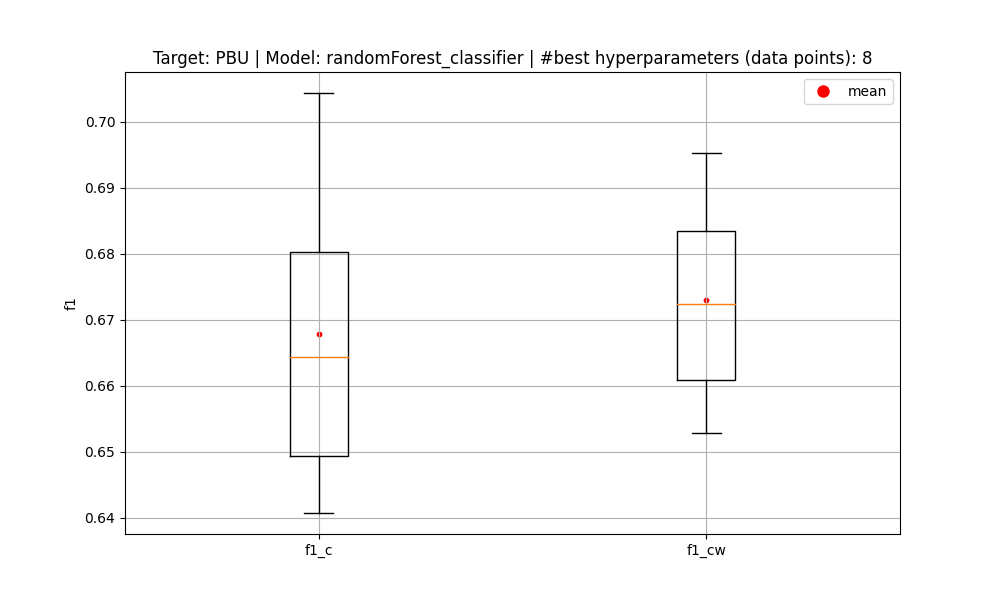 Target: PBU | Model: randomForest_classifier | #best hyperparameters (data points): 8
mean
0.70
0.69
0.68
0.67
0.66
0.65
0.64
f1
f1_c
f1_cw